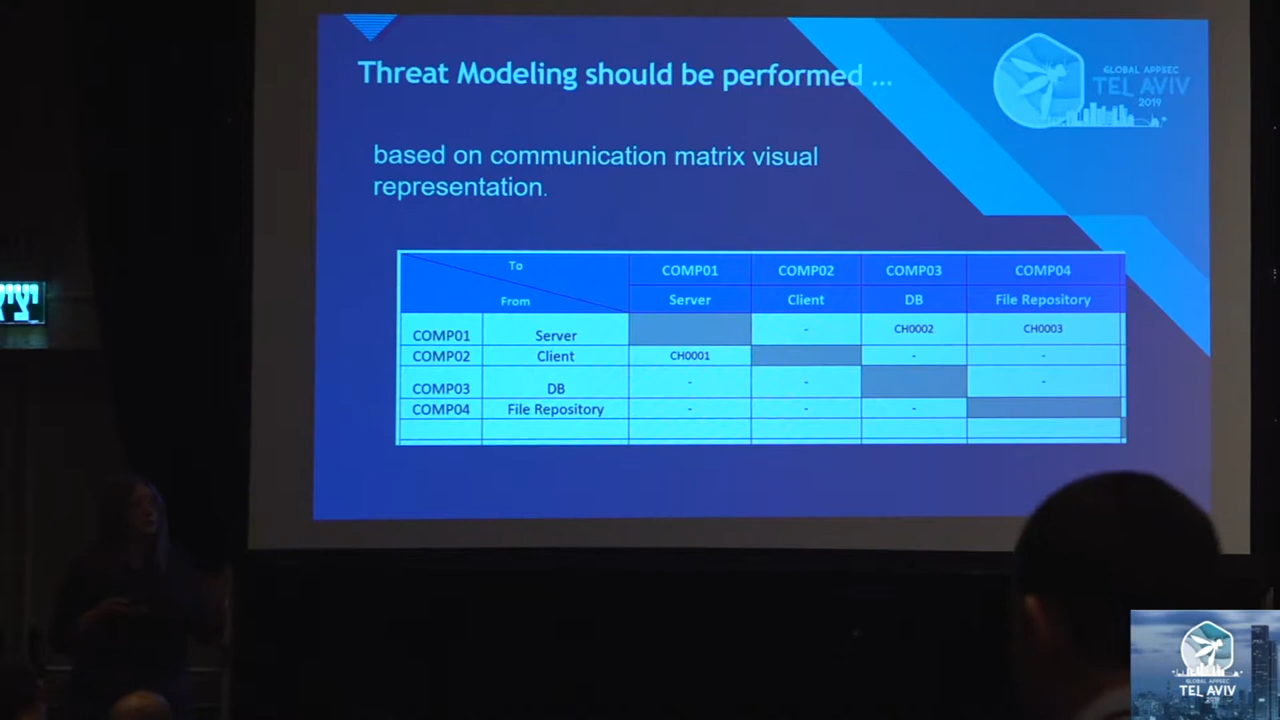 Threat Modeling should be performed ...
GLOBAL APPSEC
TEL AVIV
2019
based on communication matrix visual
representation.
To
From
COMP01 COMP02 COMP03 COMP04
Server Client DB File Repository
COMP01 Server - CH0002 CH0003
COMP02 Client CH0001 - -
COMP03 DB - - -
COMP04 File Repository - - -
GLOBAL APPSEC
TEL AVIV
2019